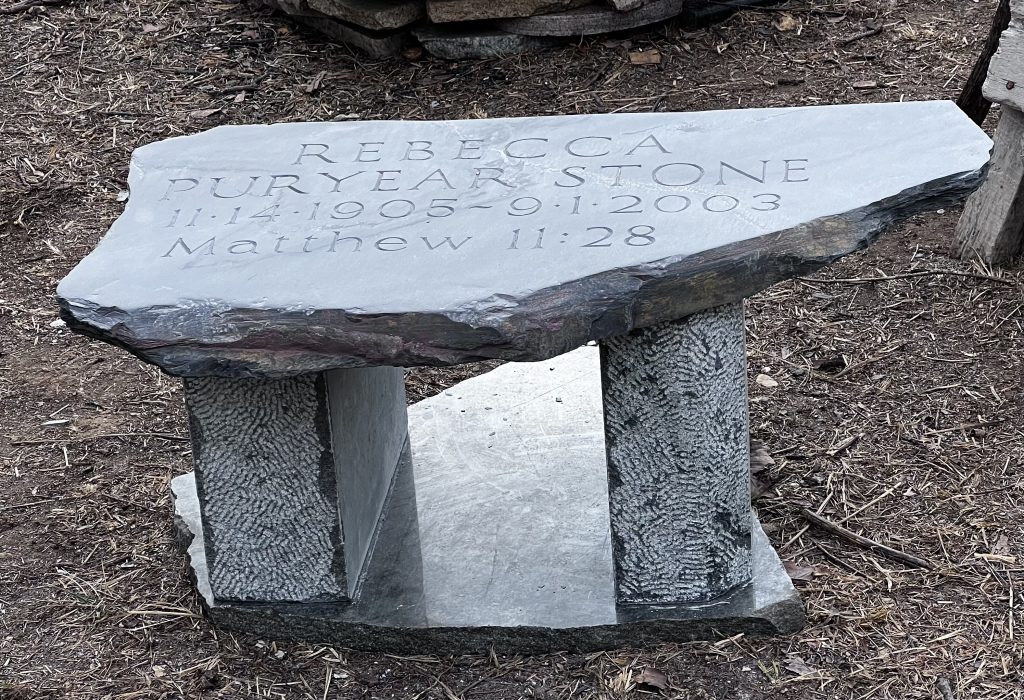 REBECCA
PURYEAR STONE
11·14·1905~9·1·2003
Matthew 11:28